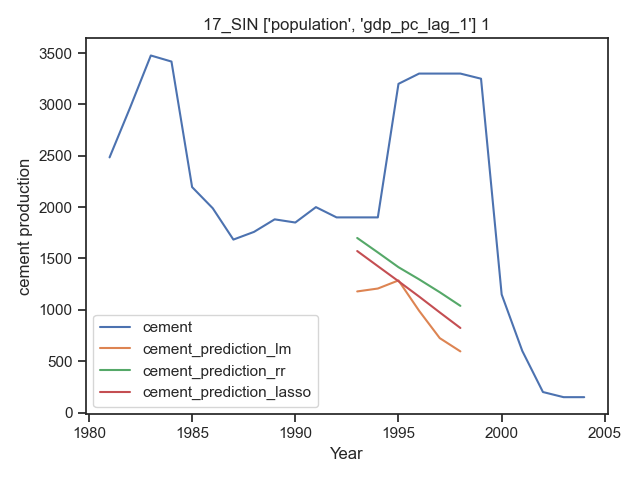 17_SIN ['population', 'gdp_pc_lag_1'] 1
cement production
3500
3000
2500
2000
1500
1000
500
0
cement
cement_prediction_lm
cement_prediction_rr
cement_prediction_lasso
1980
1985
1990
1995
2000
2005
Year